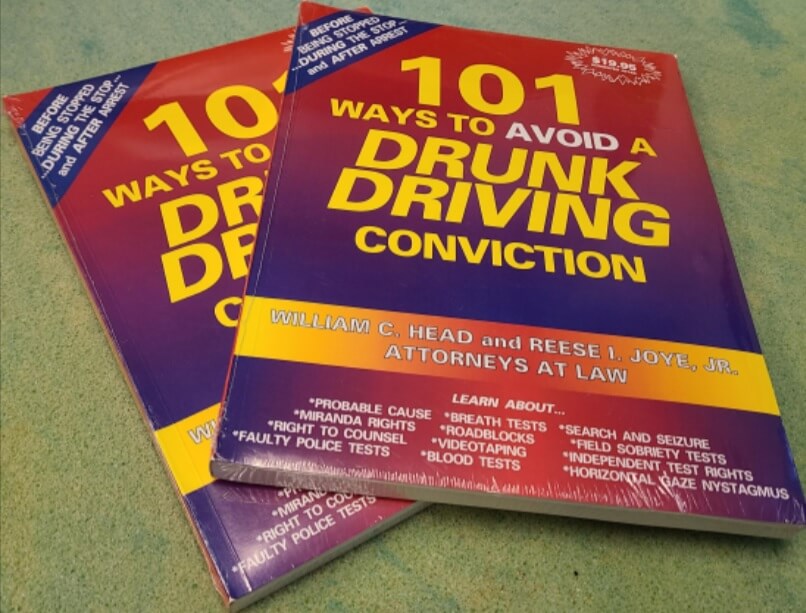 BEFORE
BEING STOPPED
...DURING THE STOP...
and AFTER ARREST
$19.95
101
WAYS TO AVOID A
DRUNK
DRIVING
CONVICTION
WILLIAM C. HEAD and REESE I. JOYE, JR.
ATTORNEYS AT LAW
LEARN ABOUT...
*PROBABLE CAUSE
*MIRANDA RIGHTS
*RIGHT TO COUNSEL
*FAULTY POLICE TESTS
*BREATH TESTS
*ROADBLOCKS
*VIDEOTAPING
*BLOOD TESTS
*SEARCH AND SEIZURE
*FIELD SOBRIETY TESTS
*INDEPENDENT TEST RIGHTS
*HORIZONTAL GAZE NYSTAGMUS
BEFORE
BEING STOPPED
...DURING THE STOP...
and AFTER ARREST
101
WAYS TO
DR
DR
C
WI
*MIRANDA
*RIGHT TO COU
*FAULTY POLICE TESTS